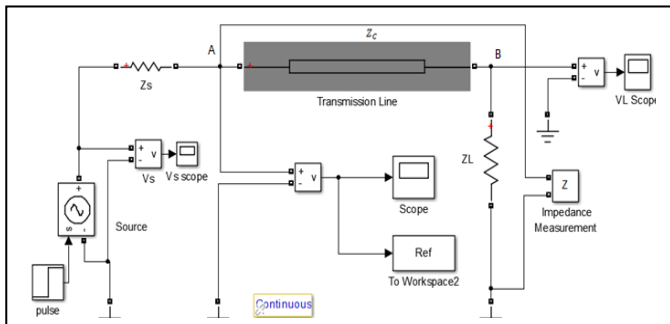 A
Zc
B
Zs
Transmission Line
+
-
v
VL Scope
+
-
v
Vs
Vs scope
ZL
+
-
v
Scope
Z
Impedance
Measurement
+
s
-
Source
Ref
To Workspace2
pulse
Continuous